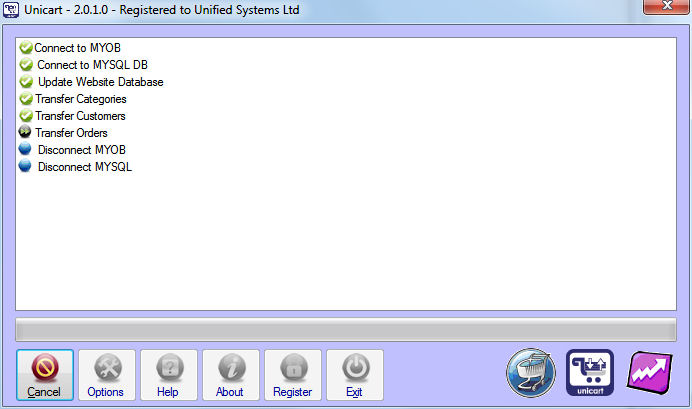 Unicart - 2.0.1.0 - Registered to Unified Systems Ltd
Connect to MYOB
Connect to MYSQL DB
Update Website Database
Transfer Categories
Transfer Customers
Transfer Orders
Disconnect MYOB
Disconnect MYSQL
Cancel Options Help About Register Exit
unicart